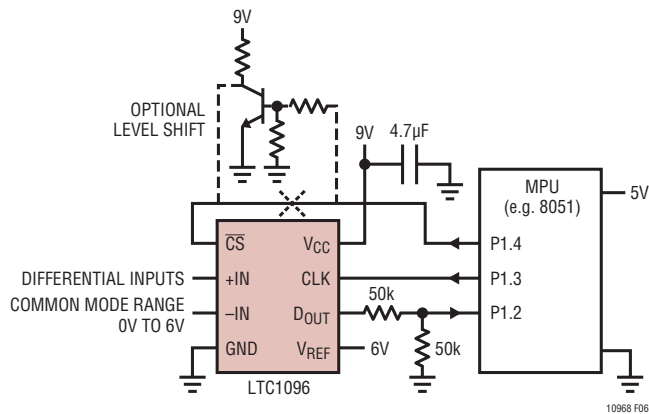 9V
OPTIONAL
LEVEL SHIFT
9V
4.7µF
MPU
(e.g. 8051)
5V
CS
VCC
P1.4
DIFFERENTIAL INPUTS
+IN
CLK
P1.3
COMMON MODE RANGE
0V TO 6V
–IN
DOUT
50k
P1.2
GND
VREF
6V
50k
LTC1096
10968 F06